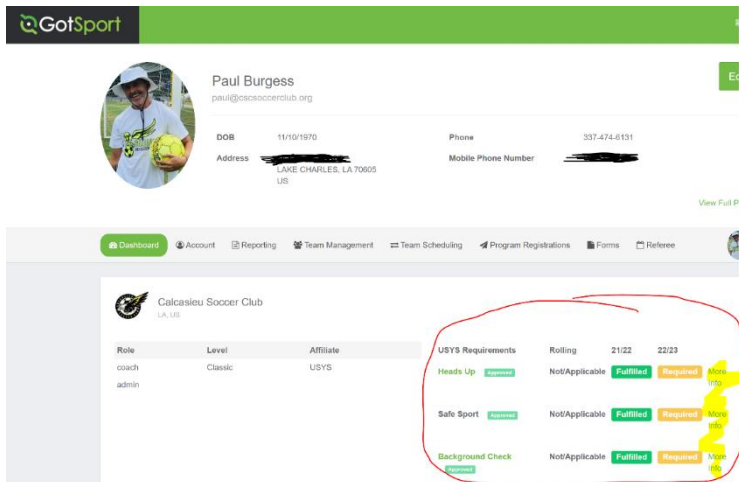 GotSport
Paul Burgess
paul@cscsoccerclub.org
DOB 11/10/1970 Phone 337-474-6131
Address Mobile Phone Number
LAKE CHARLES, LA 70605
US
View Full P
Dashboard Account Reporting Team Management Team Scheduling Program Registrations Forms Referee
Calcasieu Soccer Club
LA, US
Role Level Affiliate USYS Requirements Rolling 21/22 22/23
coach Classic USYS Heads Up Approved Not/Applicable Fulfilled Required More
Info
admin
Safe Sport Approved Not/Applicable Fulfilled Required More
Info
Background Check Not/Applicable Fulfilled Required More
Approved Info